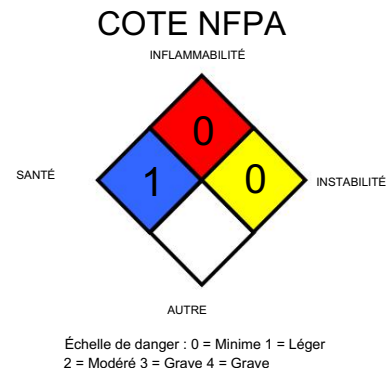 COTE NFPA
INFLAMMABILITÉ
0
SANTÉ
1
0
INSTABILITÉ
AUTRE
Échelle de danger : 0 = Minime 1 = Léger
2 = Modéré 3 = Grave 4 = Grave